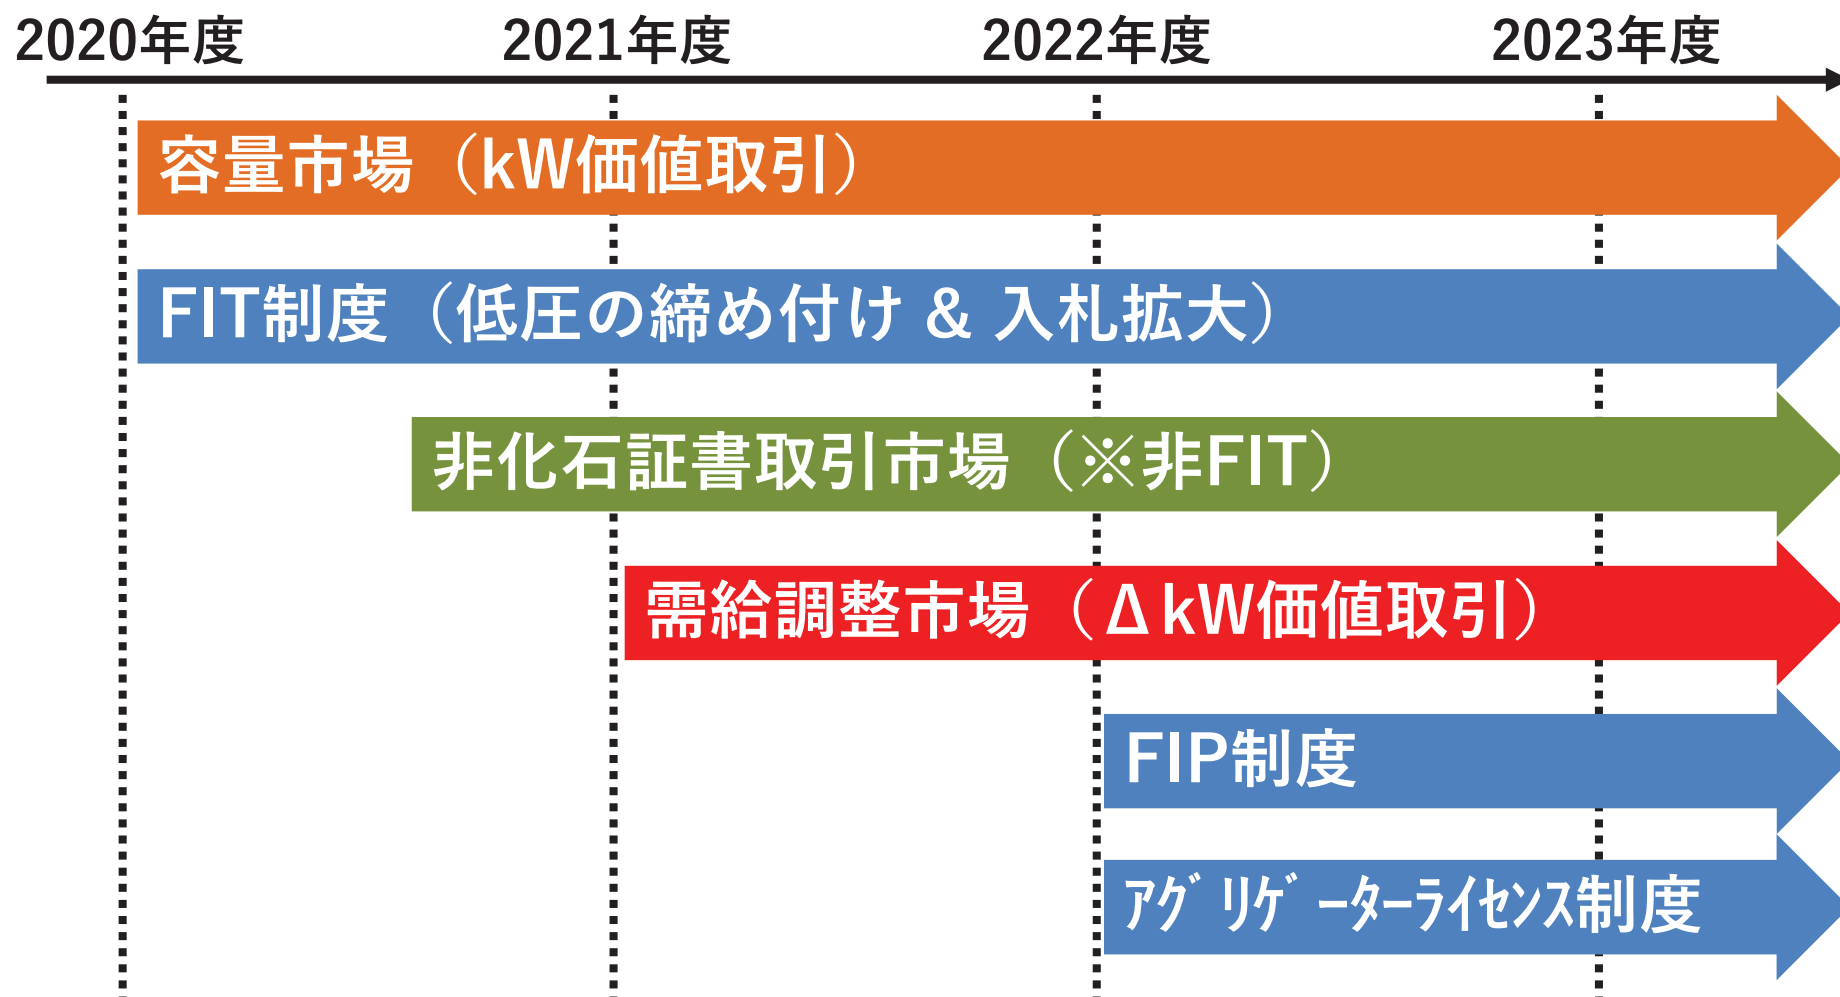 2020年度 2021年度 2022年度 2023年度
容量市場（kW価値取引）
FIT制度（低圧の締め付け & 入札拡大）
非化石証書取引市場（※非FIT）
需給調整市場（Δ kW価値取引）
FIP制度
ｱｸﾞﾘｹﾞｰﾀｰﾗｲｾﾝｽ制度